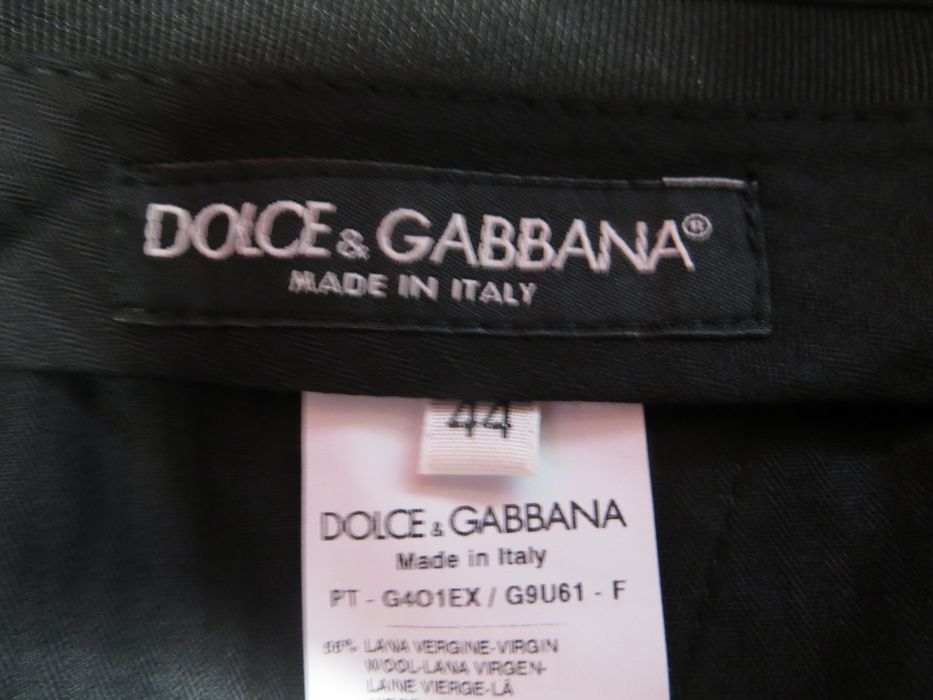 DOLCE & GABBANA®
MADE IN ITALY
44
DOLCE & GABBANA
Made in Italy
PT - G4O1EX / G9U61 - F
LANA VERGINE-VIRGIN
WOOL-LANA VIRGEN-
LAINE VIERGE-LÃ